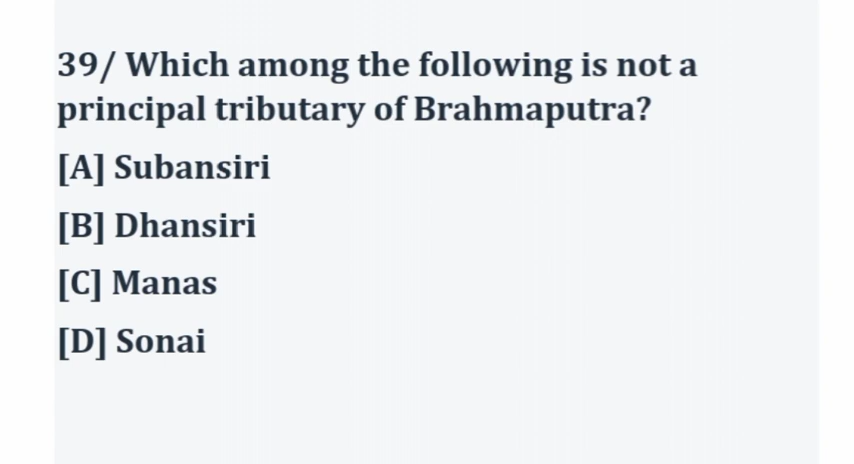 39/ Which among the following is not a
principal tributary of Brahmaputra?
[A] Subansiri
[B] Dhansiri
[C] Manas
[D] Sonai